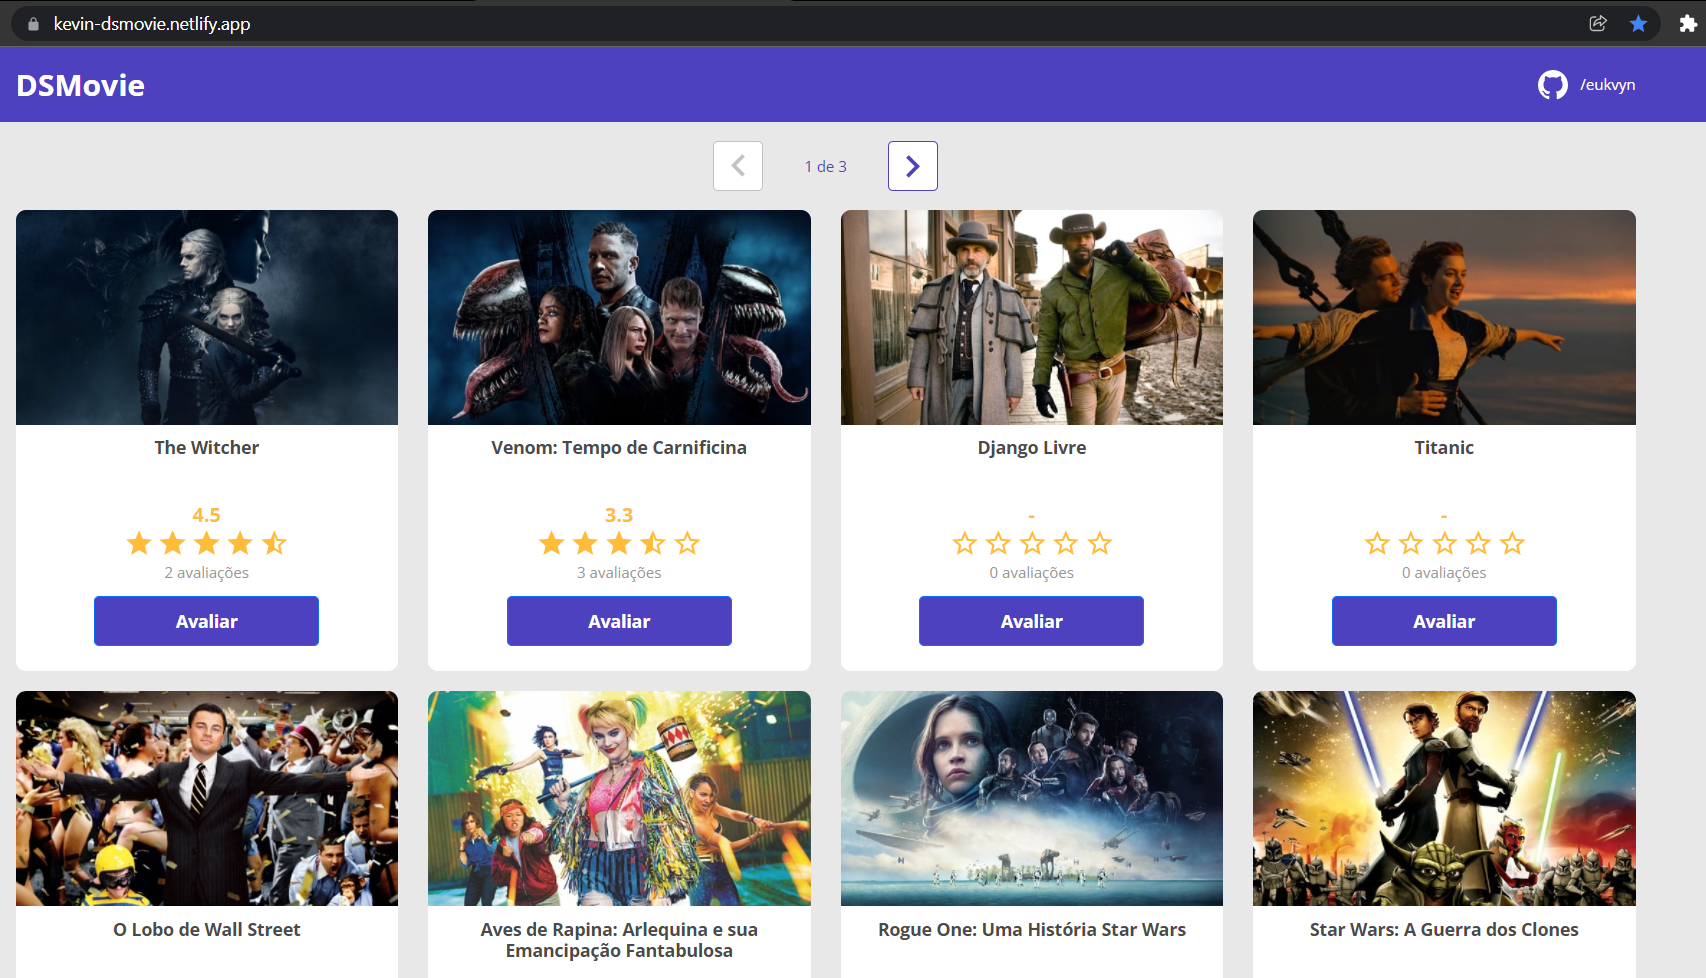 kevin-dsmovie.netlify.app
DSMovie
/eukvyn
1 de 3
The Witcher
Venom: Tempo de Carnificina
Django Livre
Titanic
4.5
3.3
-
-
2 avaliações
3 avaliações
0 avaliações
0 avaliações
Avaliar
Avaliar
Avaliar
Avaliar
O Lobo de Wall Street
Aves de Rapina: Arlequina e sua
Emancipação Fantabulosa
Rogue One: Uma História Star Wars
Star Wars: A Guerra dos Clones